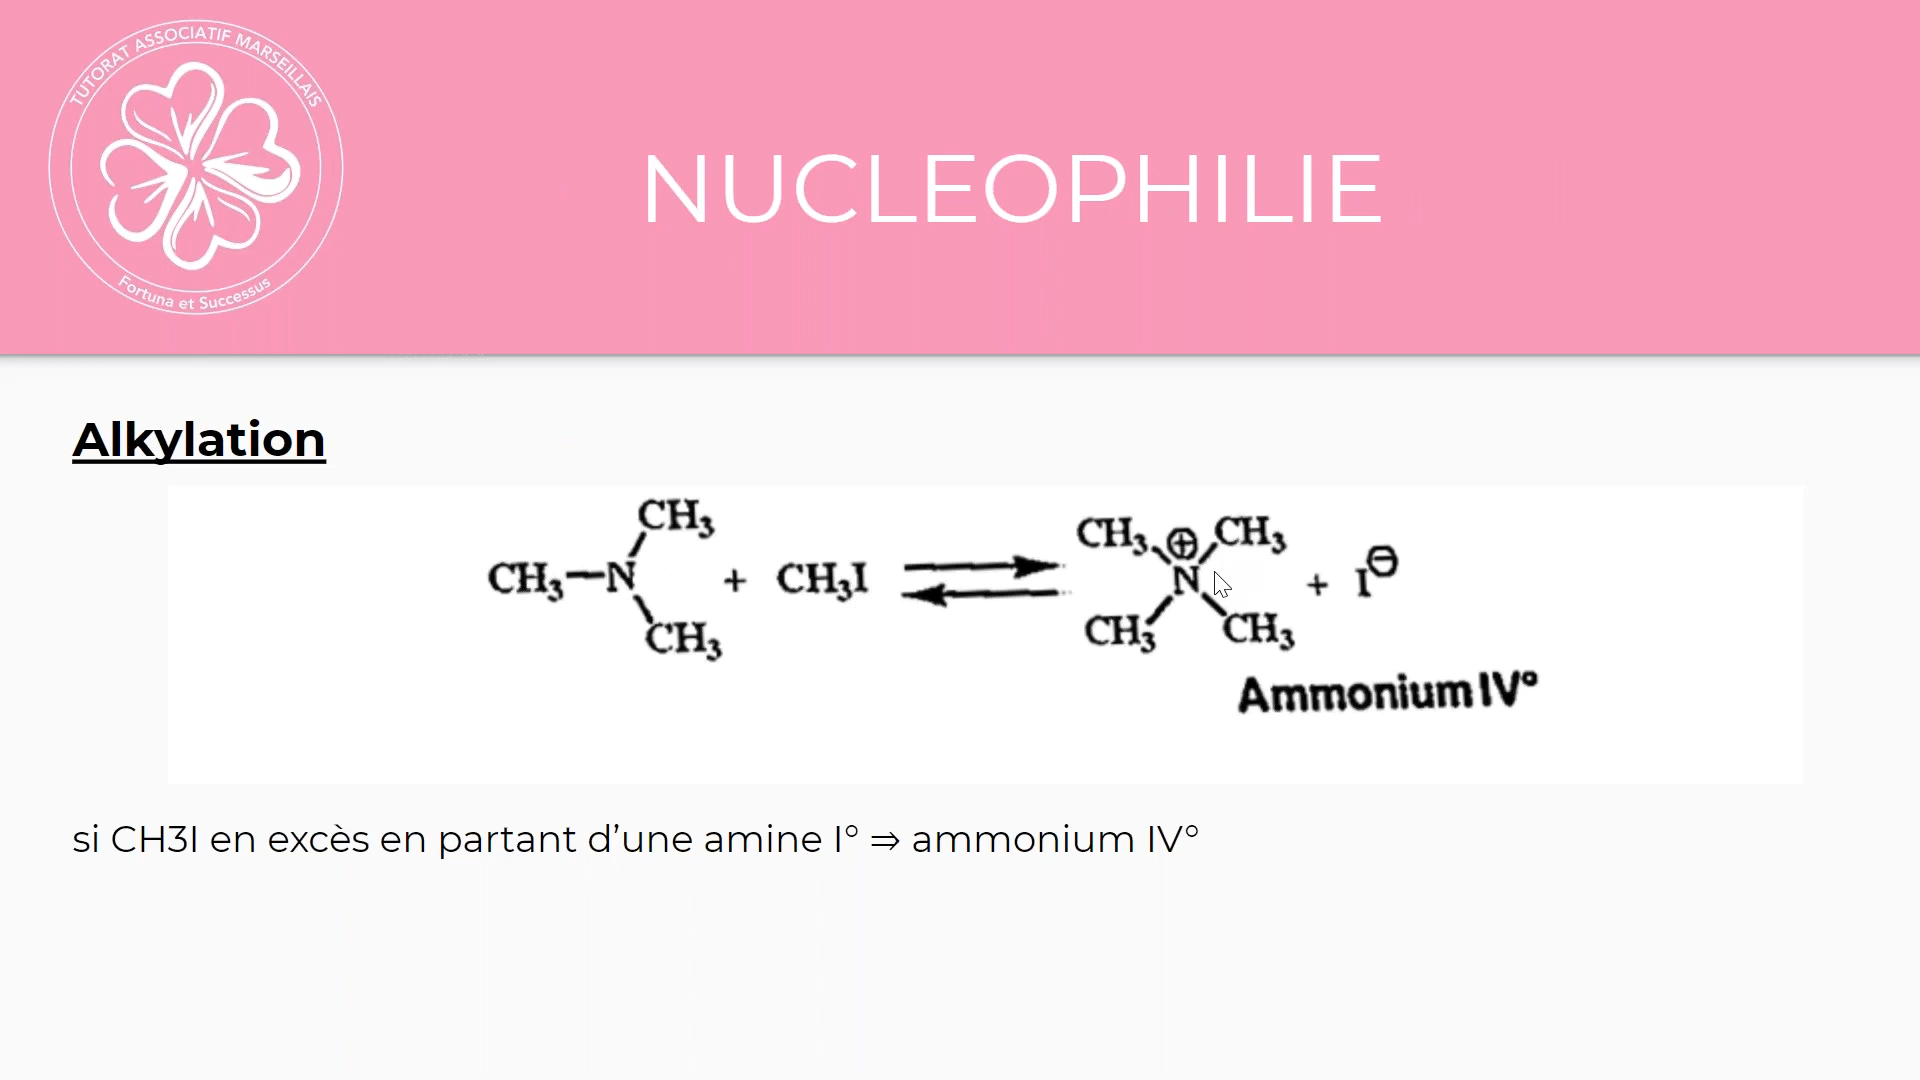 TUTORAT ASSOCIATIF MARSEILLAIS
Fortuna et Successus
NUCLEOPHILIE
Alkylation
CH₃
CH₃—N + CH₃I ⇌
CH₃
CH₃ ⊕ CH₃
N + I⊖
CH₃ CH₃
Ammonium IV°
si CH3I en excès en partant d’une amine I° ⇒ ammonium IV°